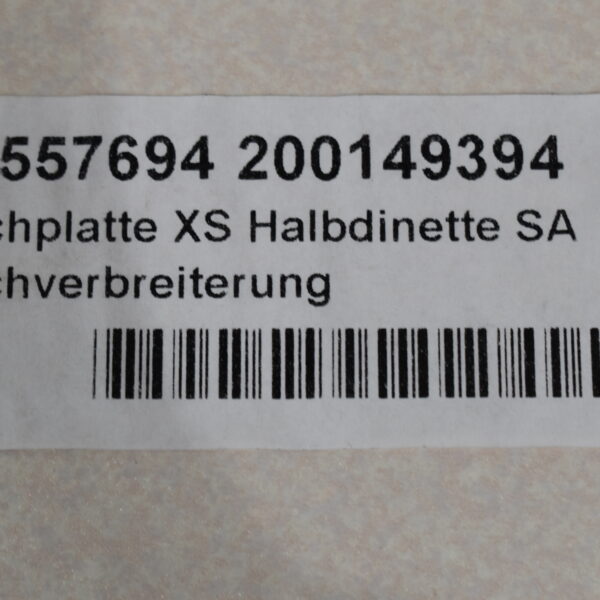 557694 200149394
chplatte XS Halbdinette SA
chverbreiterung